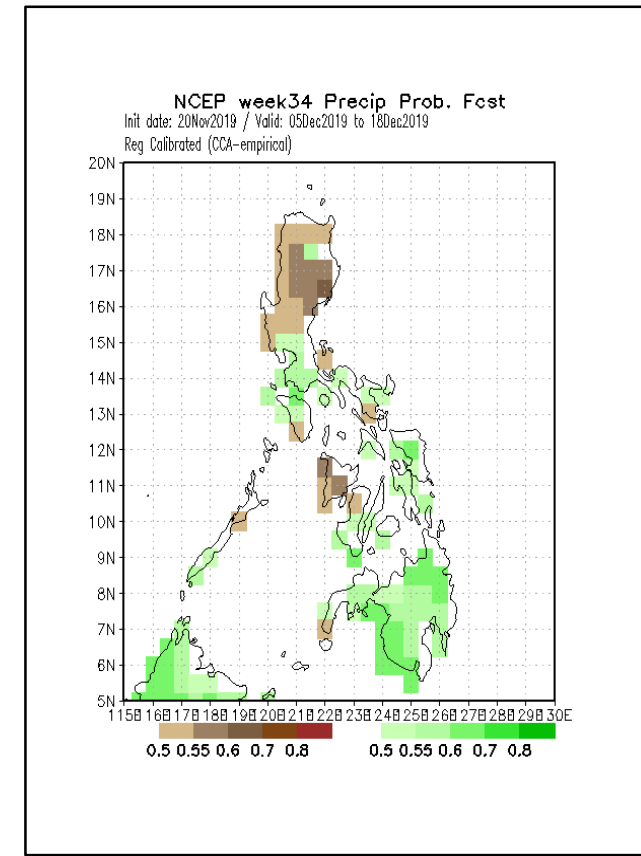 NCEP week34 Precip Prob. Fcst
Init date: 20Nov2019 / Valid: 05Dec2019 to 18Dec2019
Reg Calibrated (CCA-empirical)
20N
19N
18N
17N
16N
15N
14N
13N
12N
11N
10N
9N
8N
7N
6N
5N
115E 116E 117E 118E 119E 120E 121E 122E 123E 124E 125E 126E 127E 128E 129E 130E
0.5 0.55 0.6 0.7 0.8 0.5 0.55 0.6 0.7 0.8